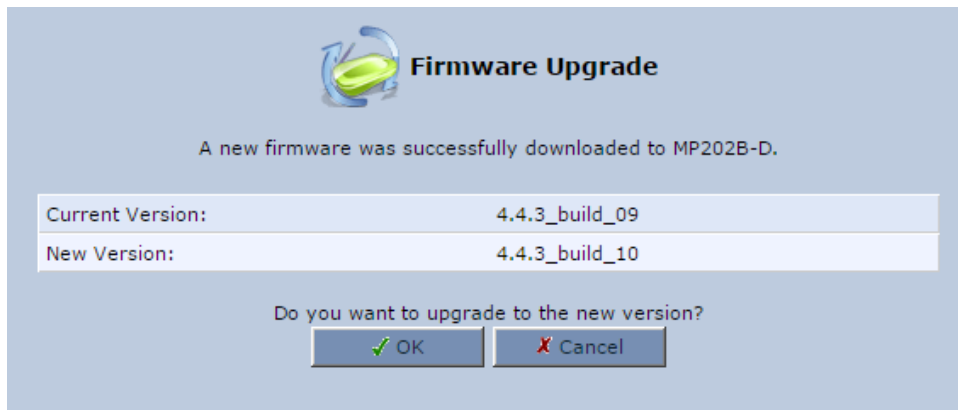 Firmware Upgrade
A new firmware was successfully downloaded to MP202B-D.
Current Version: 4.4.3_build_09
New Version: 4.4.3_build_10
Do you want to upgrade to the new version?
OK Cancel